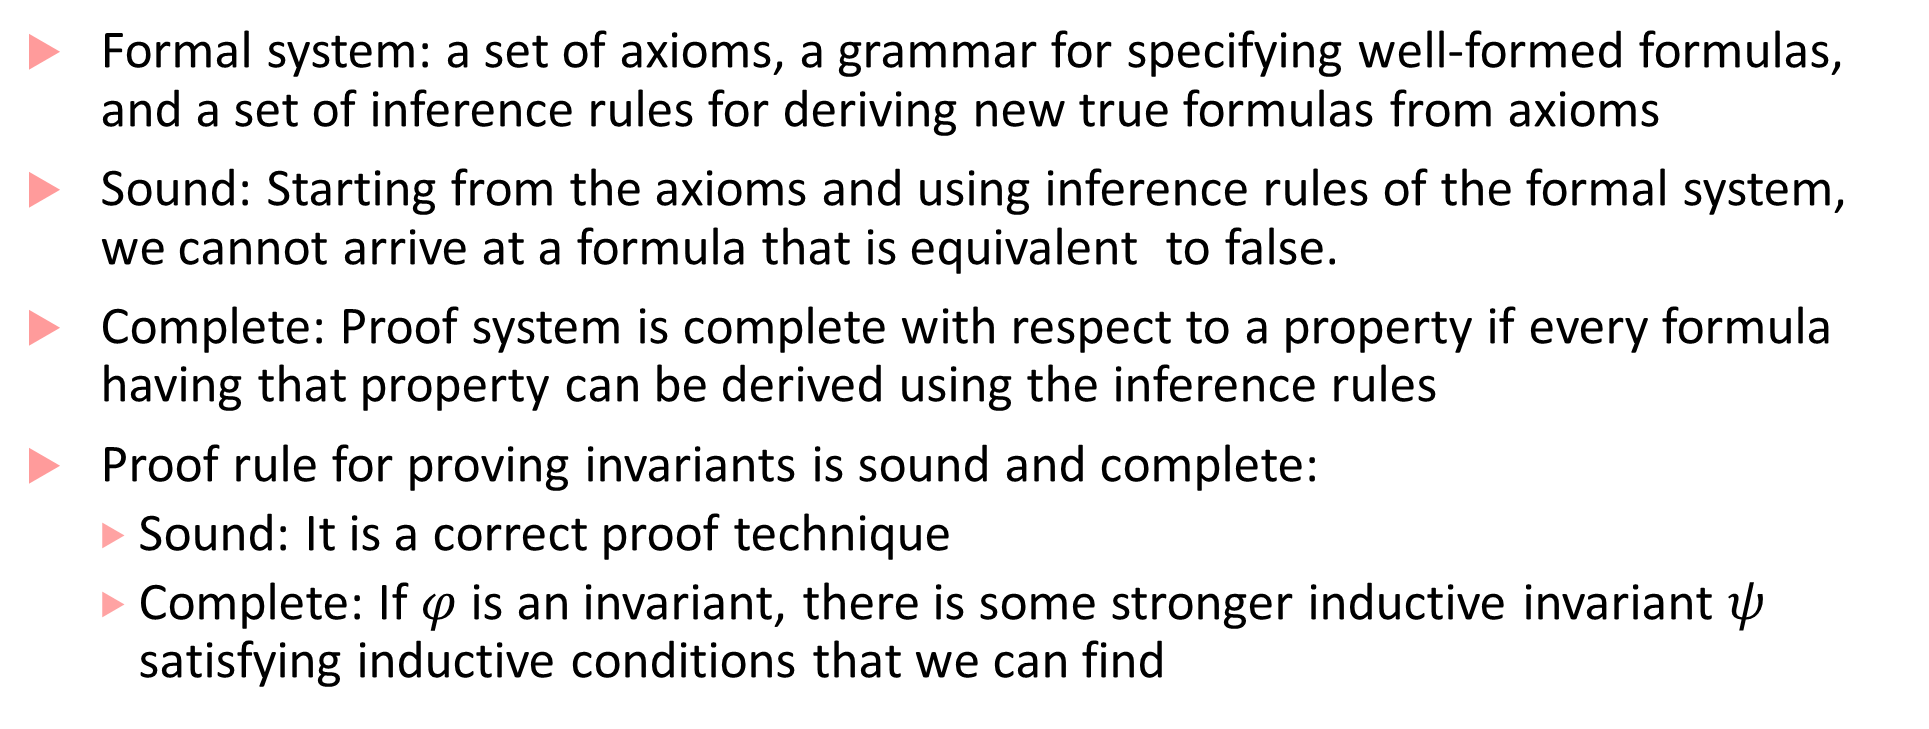 Formal system: a set of axioms, a grammar for specifying well-formed formulas,
and a set of inference rules for deriving new true formulas from axioms
Sound: Starting from the axioms and using inference rules of the formal system,
we cannot arrive at a formula that is equivalent  to false.
Complete: Proof system is complete with respect to a property if every formula
having that property can be derived using the inference rules
Proof rule for proving invariants is sound and complete:
Sound: It is a correct proof technique
Complete: If 𝜑 is an invariant, there is some stronger inductive invariant 𝜓
satisfying inductive conditions that we can find